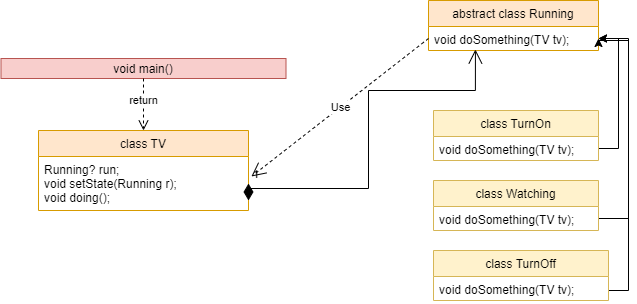 abstract class Running
void doSomething(TV tv);
void main()
return
Use
class TV
Running? run;
void setState(Running r);
void doing();
class TurnOn
void doSomething(TV tv);
class Watching
void doSomething(TV tv);
class TurnOff
void doSomething(TV tv);